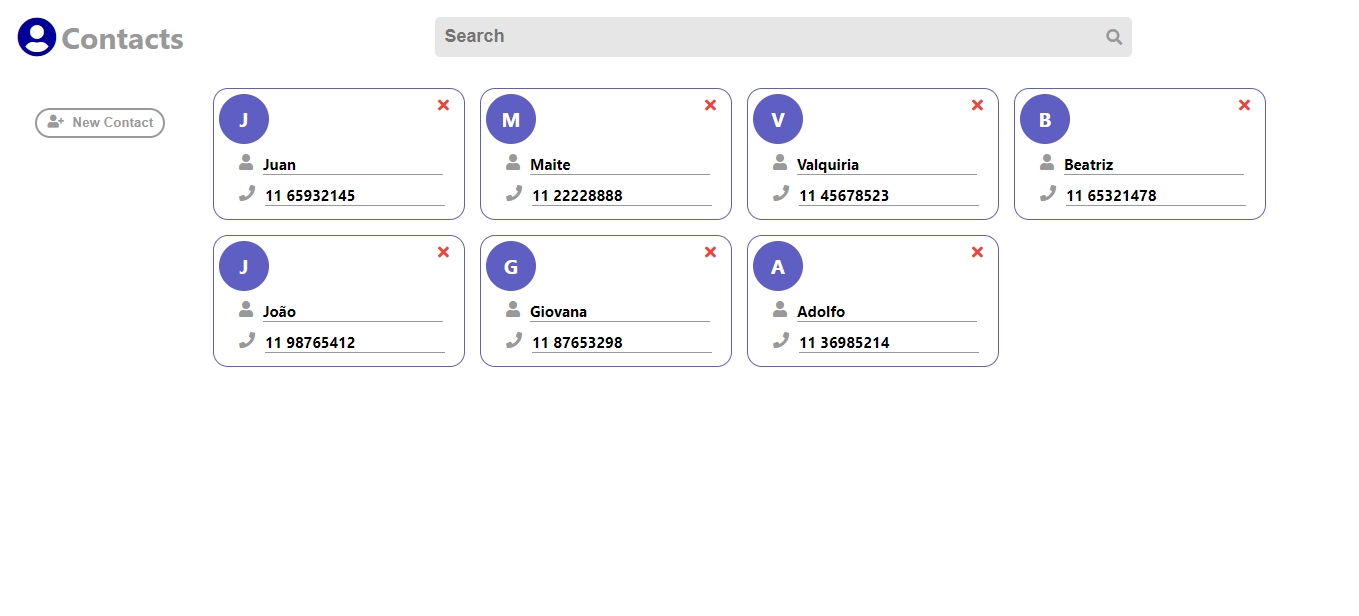 Contacts
Search
New Contact
J
Juan
11 65932145
M
Maite
11 22228888
V
Valquiria
11 45678523
B
Beatriz
11 65321478
J
João
11 98765412
G
Giovana
11 87653298
A
Adolfo
11 36985214